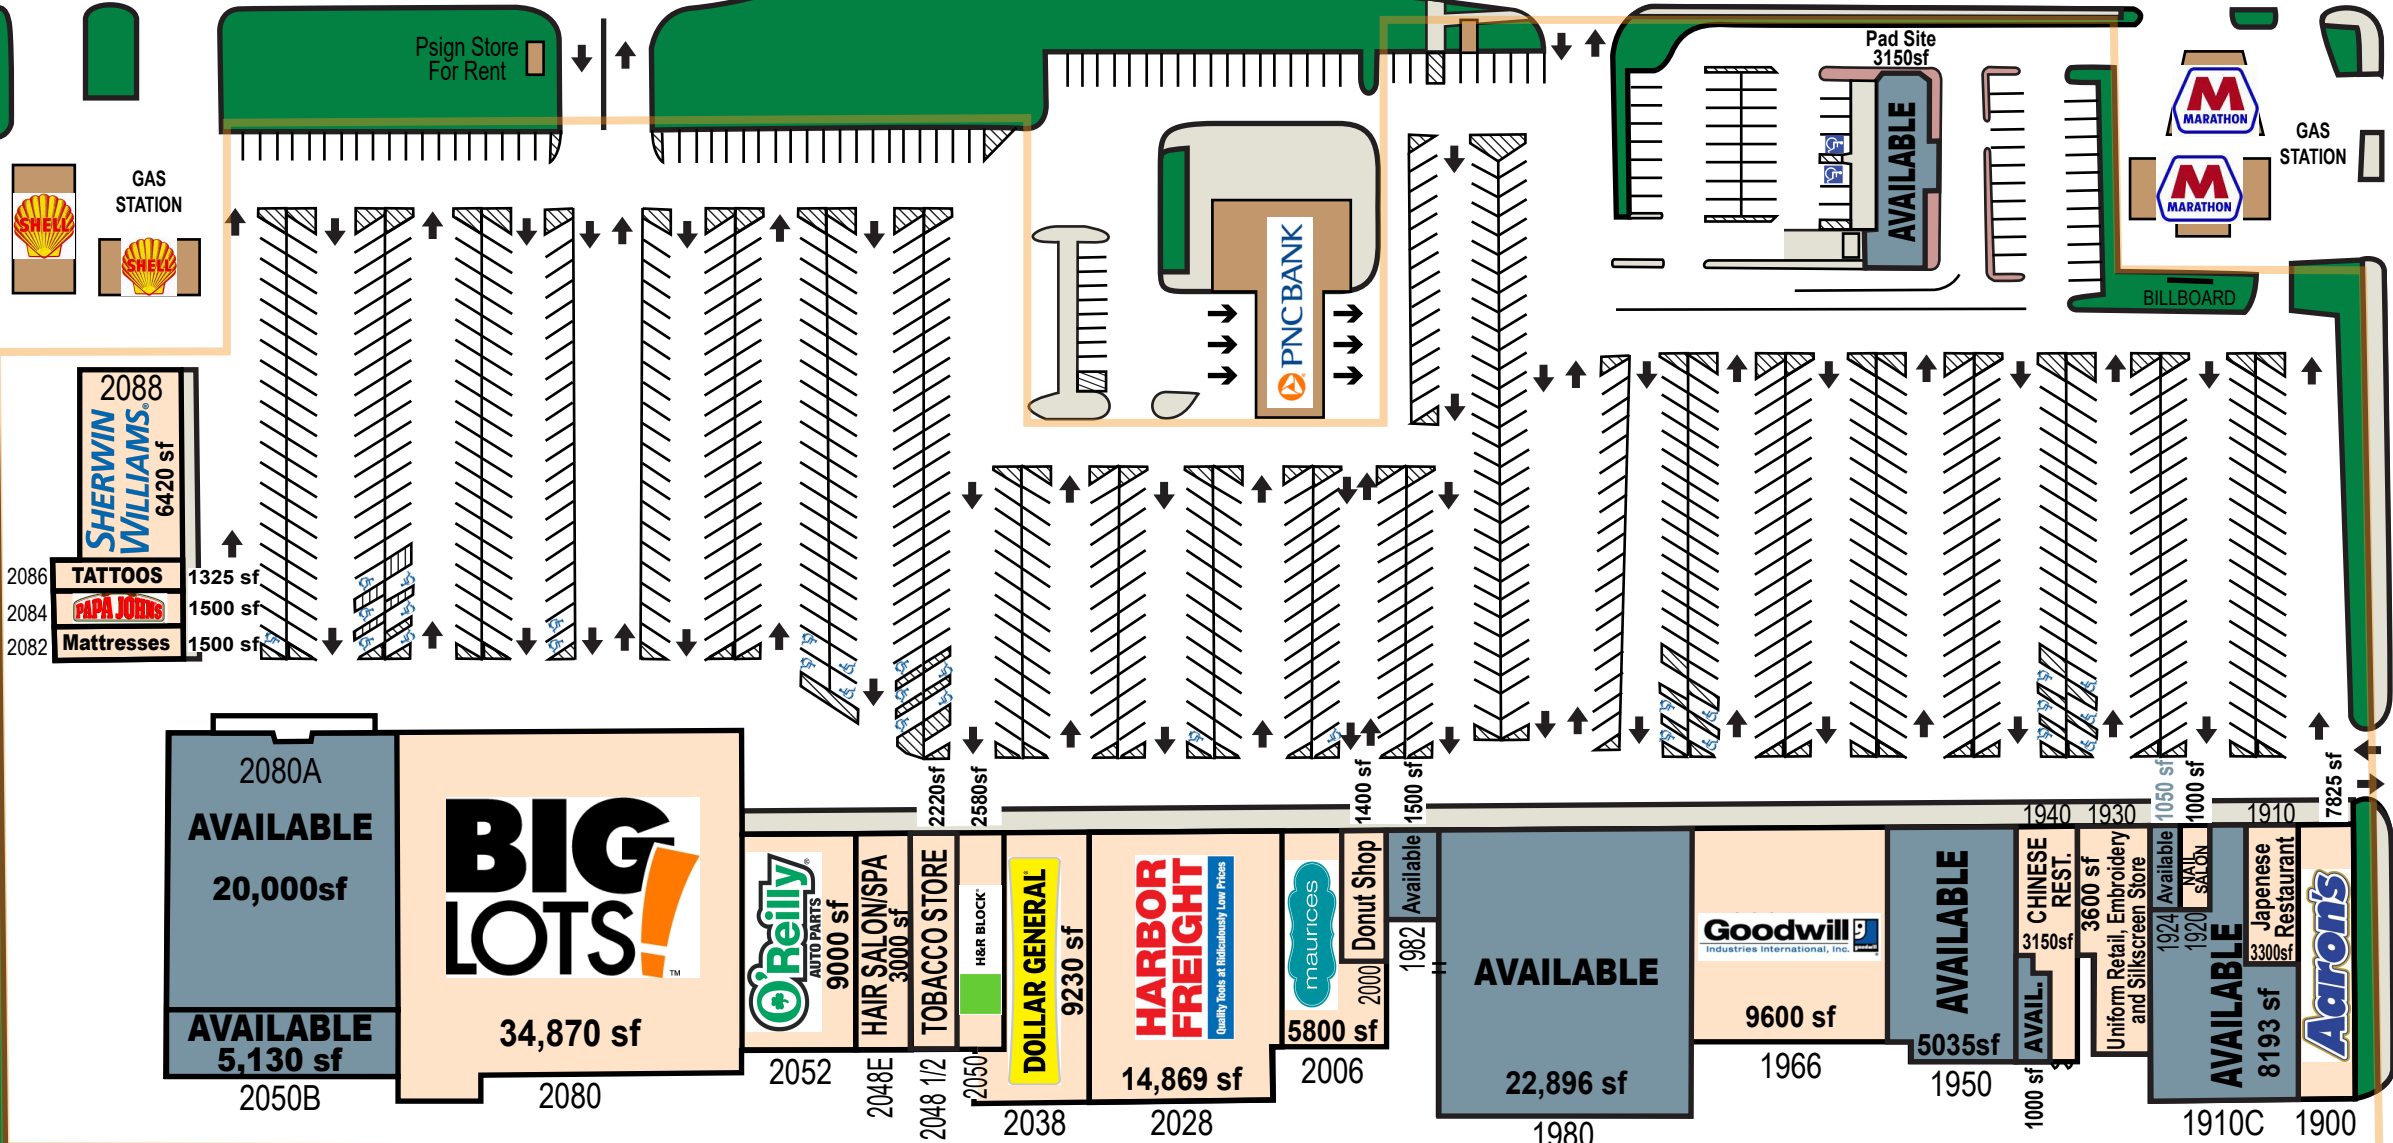 Psign Store
For Rent
Pad Site
3150sf
AVAILABLE
M
MARATHON
M
MARATHON
GAS
STATION
GAS
STATION
SHELL
SHELL
PNCBANK
BILLBOARD
2088
SHERWIN
WILLIAMS®
6420 sf
2086
TATTOOS
1325 sf
2084
PAPA JOHNS
1500 sf
2082
Mattresses
1500 sf
2080A
AVAILABLE
20,000sf
AVAILABLE
5,130 sf
2050B
BIG
LOTS!
TM
34,870 sf
2080
O'Reilly®
AUTO PARTS
9000 sf
2052
HAIR SALON/SPA
3000 sf
2048E
2220sf
TOBACCO STORE
2048 1/2
2580sf
H&R BLOCK®
2050
DOLLAR GENERAL®
9230 sf
2038
HARBOR
FREIGHT
Quality Tools at Ridiculously Low Prices
14,869 sf
2028
maurices
5800 sf
2006
1400 sf
Donut Shop
2000
1500 sf
Available
1982
AVAILABLE
22,896 sf
1980
Goodwill
Industries International, Inc.
goodwill
9600 sf
1966
AVAILABLE
5035sf
1950
1940
CHINESE
REST.
3150sf
AVAIL.
1000 sf
1930
3600 sf
Uniform Retail, Embroidery
and Silkscreen Store
1050 sf
Available
1924
1000 sf
NAIL
SALON
1920
AVAILABLE
8193 sf
1910C
1910
Japenese
Restaurant
3300sf
7825 sf
Aaron's
1900